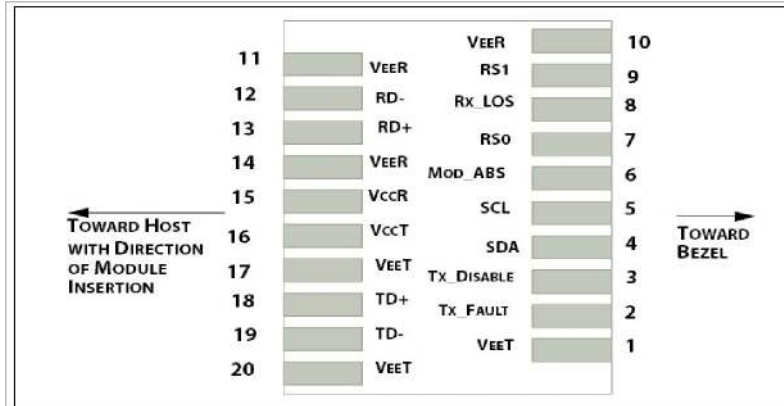 11 VEER
12 RD-
13 RD+
14 VEER
15 VCCR
16 VCCT
17 VEET
18 TD+
19 TD-
20 VEET
TOWARD HOST
WITH DIRECTION
OF MODULE
INSERTION
VEER 10
RS1 9
RX_LOS 8
RS0 7
MOD_ABS 6
SCL 5
SDA 4
TX_DISABLE 3
TX_FAULT 2
VEET 1
TOWARD
BEZEL